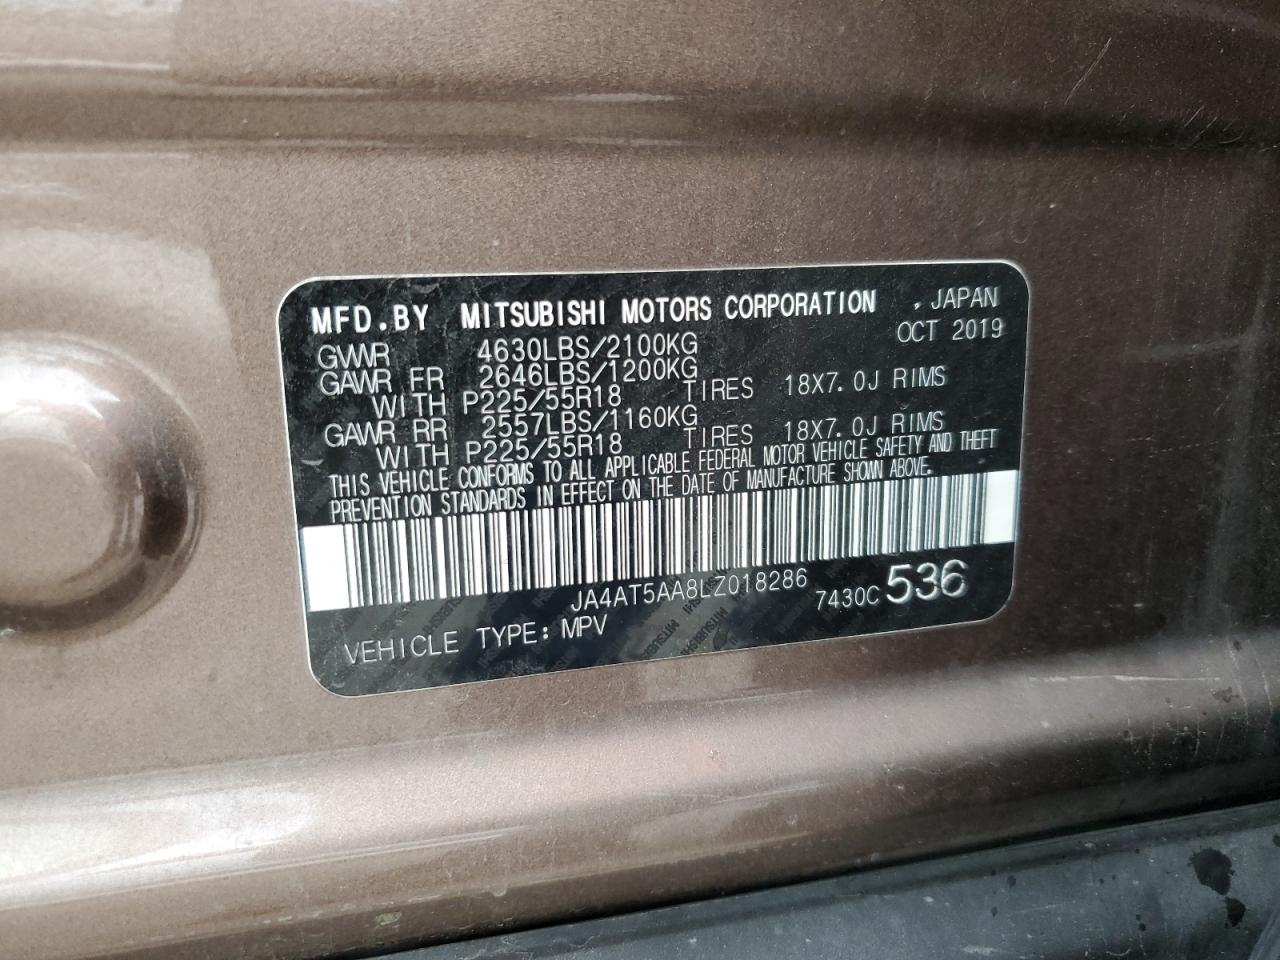 MFD.BY MITSUBISHI MOTORS CORPORATION , JAPAN
OCT 2019
GVWR 4630LBS/2100KG
GAWR FR 2646LBS/1200KG
WITH P225/55R18 TIRES 18X7.0J RIMS
GAWR RR 2557LBS/1160KG
WITH P225/55R18 TIRES 18X7.0J RIMS
THIS VEHICLE CONFORMS TO ALL APPLICABLE FEDERAL MOTOR VEHICLE SAFETY AND THEFT
PREVENTION STANDARDS IN EFFECT ON THE DATE OF MANUFACTURE SHOWN ABOVE.
JA4AT5AA8LZ018286 7430C 536
VEHICLE TYPE: MPV